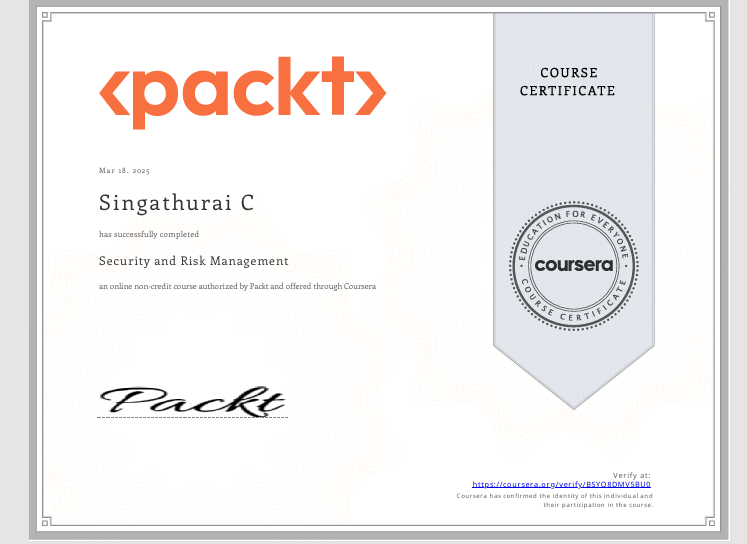 <packt>
COURSE
CERTIFICATE
Mar 18, 2025
Singathurai C
has successfully completed
Security and Risk Management
an online non-credit course authorized by Packt and offered through Coursera
EDUCATION FOR EVERYONE
coursera
COURSE CERTIFICATE
Packt
Verify at:
https://coursera.org/verify/BSYO8DMV5BU0
Coursera has confirmed the identity of this individual and
their participation in the course.